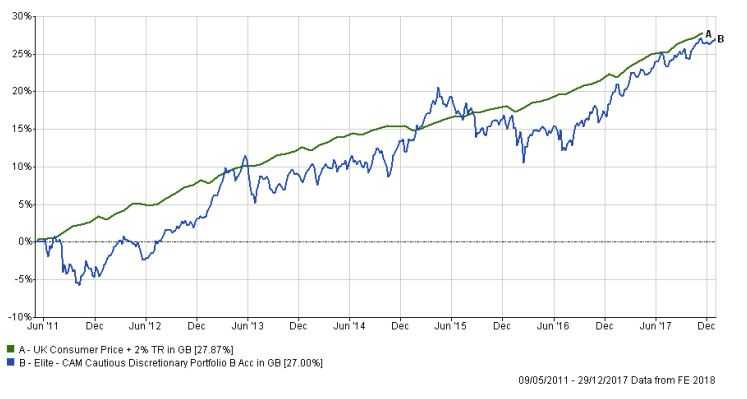 30%
25%
20%
15%
10%
5%
0%
-5%
-10%
A
B
Jun '11 Dec Jun '12 Dec Jun '13 Dec Jun '14 Dec Jun '15 Dec Jun '16 Dec Jun '17 Dec
A - UK Consumer Price + 2% TR in GB [27.87%]
B - Elite - CAM Cautious Discretionary Portfolio B Acc in GB [27.00%]
09/05/2011 - 29/12/2017 Data from FE 2018